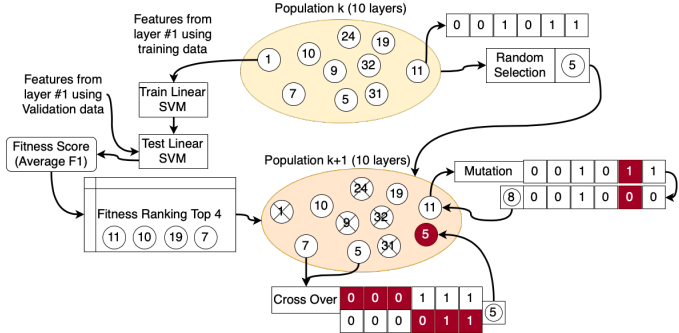 Population k (10 layers)
Features from
layer #1 using
training data
24
19
10
1
9
32
11
7
5
31
0 0 1 0 1 1
Random
Selection
5
Features from
layer #1 using
Validation data
Train Linear
SVM
Test Linear
SVM
Fitness Score
(Average F1)
Fitness Ranking Top 4
11 10 19 7
Population k+1 (10 layers)
24
19
10
1
9
32
11
7
5
31
5
Mutation
0 0 1 0 1 1
8
0 0 1 0 0 0
Cross Over
0 0 0 1 1 1
0 0 0 0 1 1
5